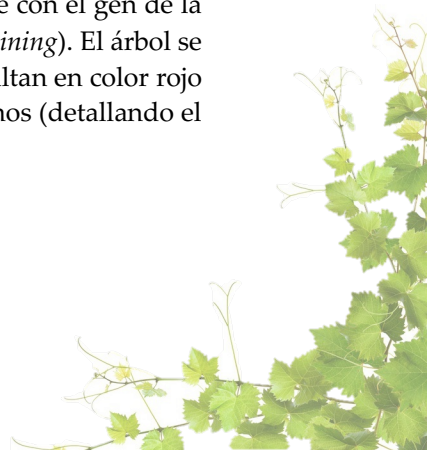 e con el gen de la
ining). El árbol se
ltan en color rojo
nos (detallando el